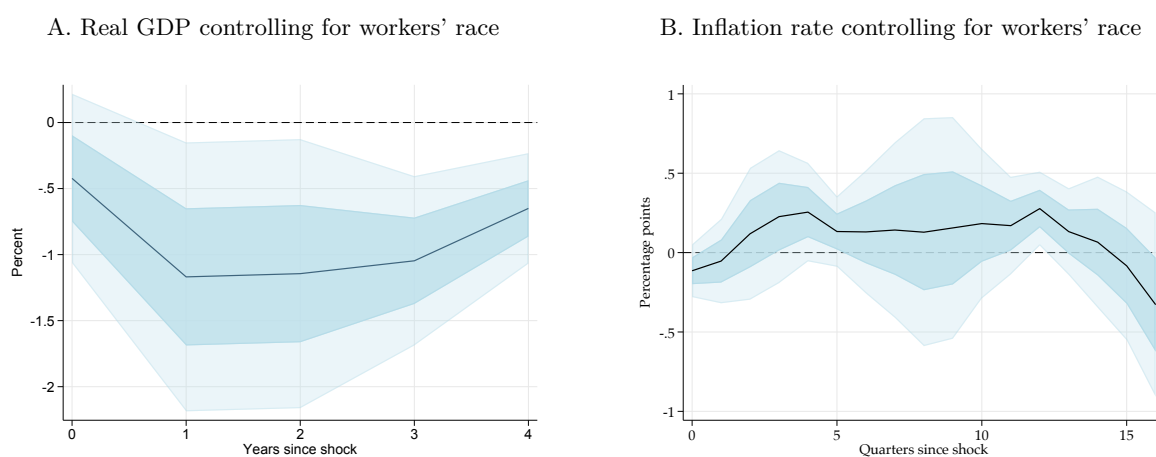 A. Real GDP controlling for workers' race
0
-.5
-1
-1.5
-2
Percent
0 1 2 3 4
Years since shock
B. Inflation rate controlling for workers' race
1
.5
0
-.5
-1
Percentage points
0 5 10 15
Quarters since shock